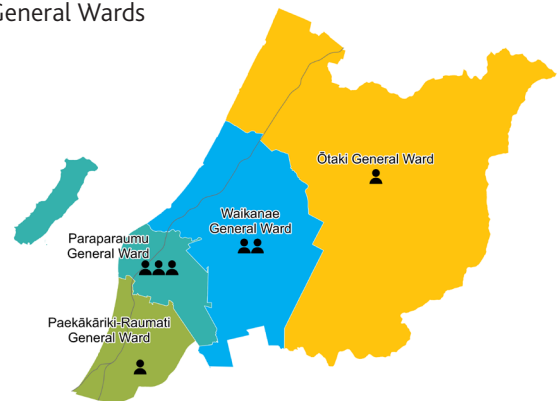 General Wards
Ōtaki General Ward
Waikanae
General Ward
Paraparaumu
General Ward
Paekākāriki-Raumati
General Ward